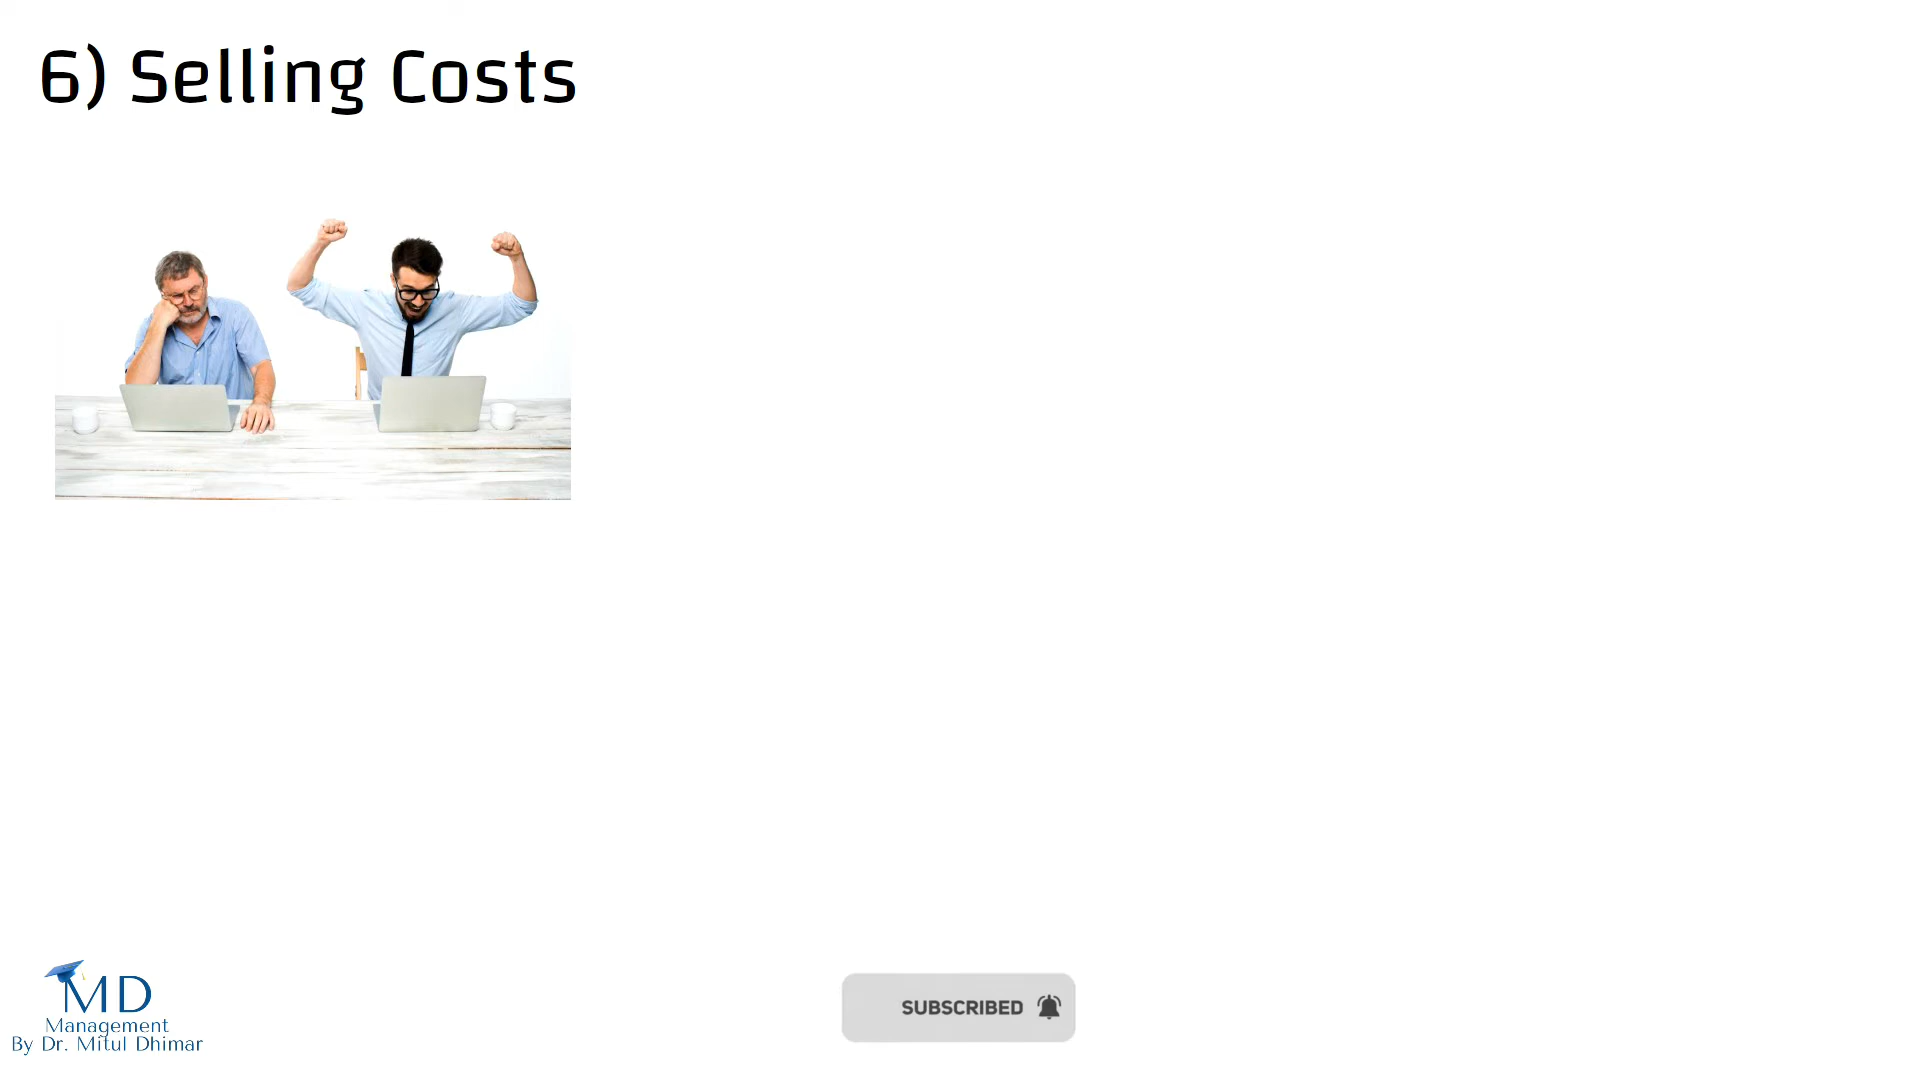 6) Selling Costs
MD
Management
By Dr. Mitul Dhimar
SUBSCRIBED